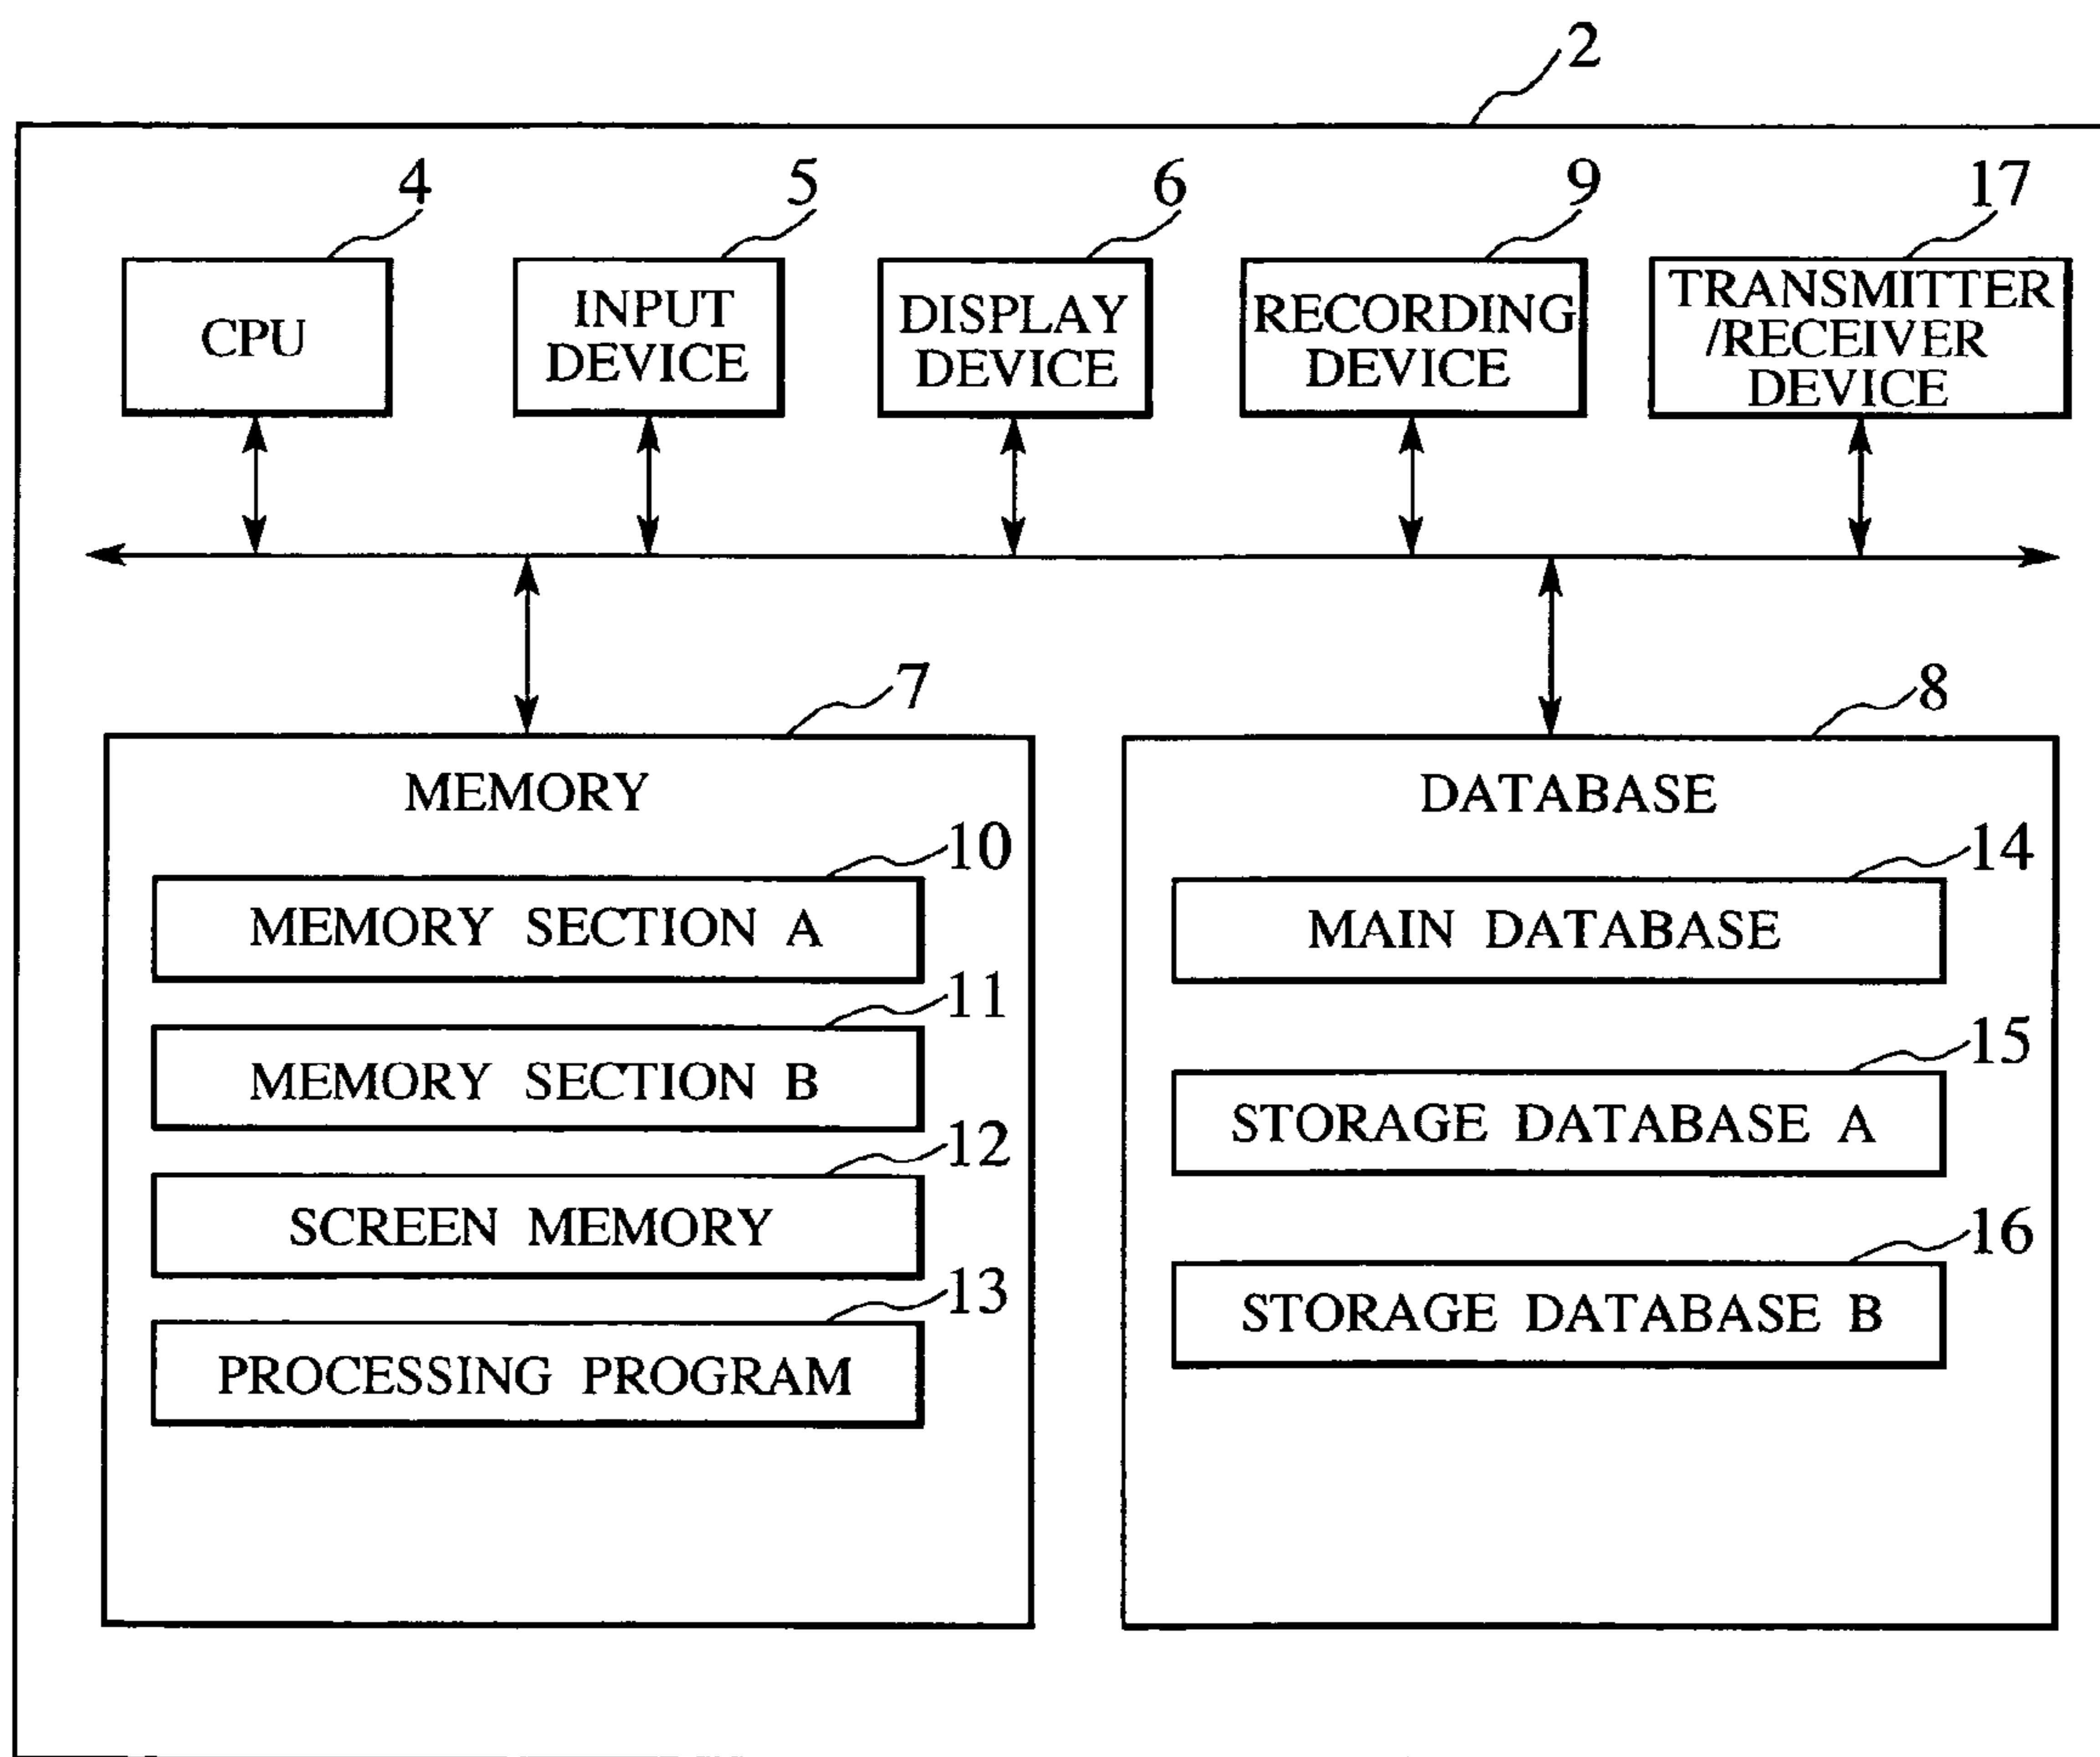 2
4
5
6
9
17
CPU
INPUT
DEVICE
DISPLAY
DEVICE
RECORDING
DEVICE
TRANSMITTER
/RECEIVER
DEVICE
7
MEMORY
10
MEMORY SECTION A
11
MEMORY SECTION B
12
SCREEN MEMORY
13
PROCESSING PROGRAM
8
DATABASE
14
MAIN DATABASE
15
STORAGE DATABASE A
16
STORAGE DATABASE B